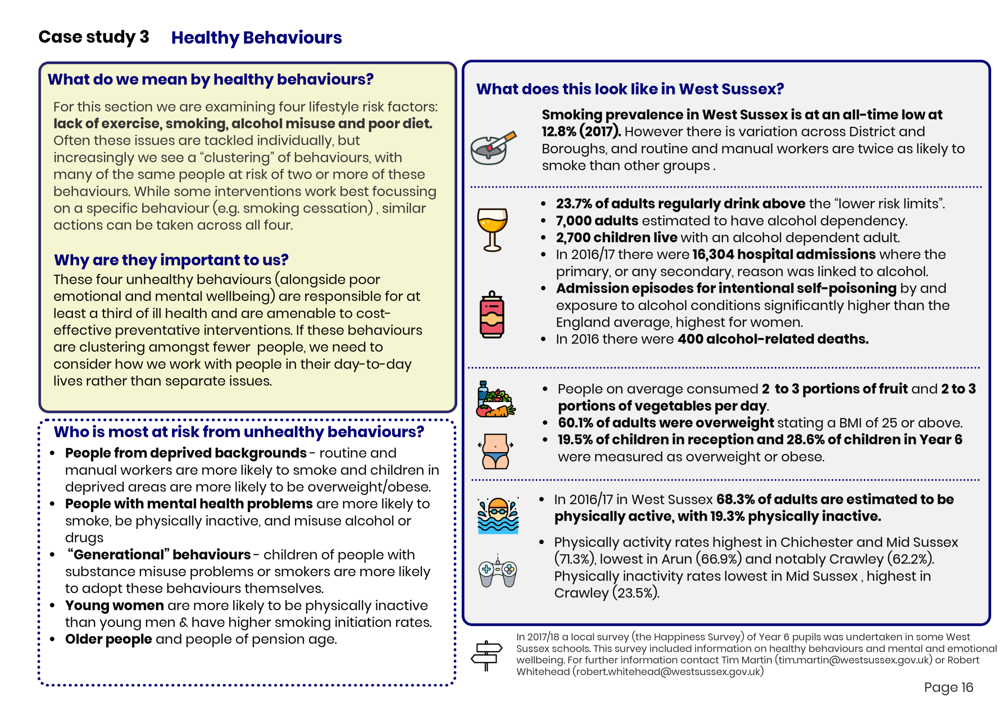 Case study 3 Healthy Behaviours
What do we mean by healthy behaviours?
For this section we are examining four lifestyle risk factors:
lack of exercise, smoking, alcohol misuse and poor diet.
Often these issues are tackled individually, but
increasingly we see a “clustering” of behaviours, with
many of the same people at risk of two or more of these
behaviours. While some interventions work best focussing
on a specific behaviour (e.g. smoking cessation) , similar
actions can be taken across all four.
Why are they important to us?
These four unhealthy behaviours (alongside poor
emotional and mental wellbeing) are responsible for at
least a third of ill health and are amenable to cost-
effective preventative interventions. If these behaviours
are clustering amongst fewer people, we need to
consider how we work with people in their day-to-day
lives rather than separate issues.
Who is most at risk from unhealthy behaviours?
• People from deprived backgrounds - routine and
manual workers are more likely to smoke and children in
deprived areas are more likely to be overweight/obese.
• People with mental health problems are more likely to
smoke, be physically inactive, and misuse alcohol or
drugs
• “Generational” behaviours - children of people with
substance misuse problems or smokers are more likely
to adopt these behaviours themselves.
• Young women are more likely to be physically inactive
than young men & have higher smoking initiation rates.
• Older people and people of pension age.
What does this look like in West Sussex?
Smoking prevalence in West Sussex is at an all-time low at
12.8% (2017). However there is variation across District and
Boroughs, and routine and manual workers are twice as likely to
smoke than other groups .
• 23.7% of adults regularly drink above the “lower risk limits”.
• 7,000 adults estimated to have alcohol dependency.
• 2,700 children live with an alcohol dependent adult.
• In 2016/17 there were 16,304 hospital admissions where the
primary, or any secondary, reason was linked to alcohol.
• Admission episodes for intentional self-poisoning by and
exposure to alcohol conditions significantly higher than the
England average, highest for women.
• In 2016 there were 400 alcohol-related deaths.
• People on average consumed 2 to 3 portions of fruit and 2 to 3
portions of vegetables per day.
• 60.1% of adults were overweight stating a BMI of 25 or above.
• 19.5% of children in reception and 28.6% of children in Year 6
were measured as overweight or obese.
• In 2016/17 in West Sussex 68.3% of adults are estimated to be
physically active, with 19.3% physically inactive.
• Physically activity rates highest in Chichester and Mid Sussex
(71.3%), lowest in Arun (66.9%) and notably Crawley (62.2%).
Physically inactivity rates lowest in Mid Sussex , highest in
Crawley (23.5%).
In 2017/18 a local survey (the Happiness Survey) of Year 6 pupils was undertaken in some West
Sussex schools. This survey included information on healthy behaviours and mental and emotional
wellbeing. For further information contact Tim Martin (tim.martin@westsussex.gov.uk) or Robert
Whitehead (robert.whitehead@westsussex.gov.uk)
Page 16